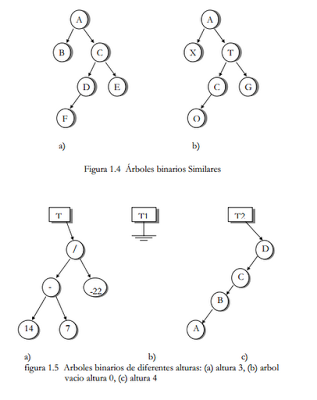 A A
B C X T
D E C G
F O
a) b)
Figura 1.4 Árboles binarios Similares
T T1 T2
/ D
- -22 C
B
14 7 A
a) b) c)
figura 1.5 Arboles binarios de diferentes alturas: (a) altura 3, (b) arbol
vacio altura 0, (c) altura 4